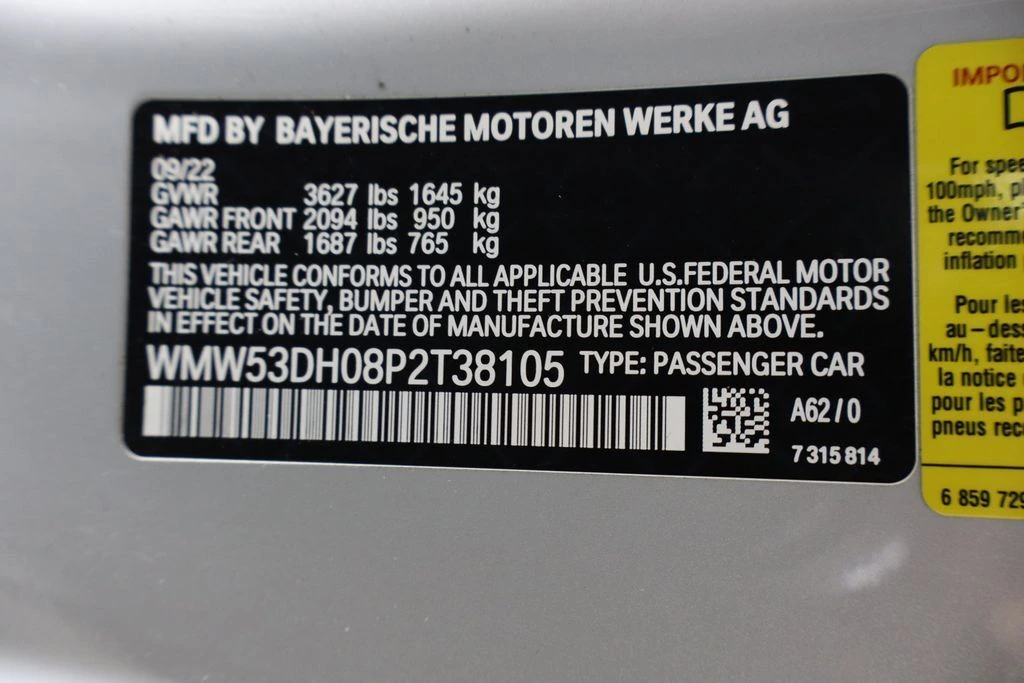 MFD BY BAYERISCHE MOTOREN WERKE AG
09/22
GVWR 3627 lbs 1645 kg
GAWR FRONT 2094 lbs 950 kg
GAWR REAR 1687 lbs 765 kg
THIS VEHICLE CONFORMS TO ALL APPLICABLE U.S.FEDERAL MOTOR
VEHICLE SAFETY, BUMPER AND THEFT PREVENTION STANDARDS
IN EFFECT ON THE DATE OF MANUFACTURE SHOWN ABOVE.
WMW53DH08P2T38105 TYPE: PASSENGER CAR
A62/0
7 315 814
IMPO
For spee
100mph, p
the Owner'
recomm
inflation
Pour les
au-dess
km/h, faite
la notice
pour les p
pneus rec
6 859 729